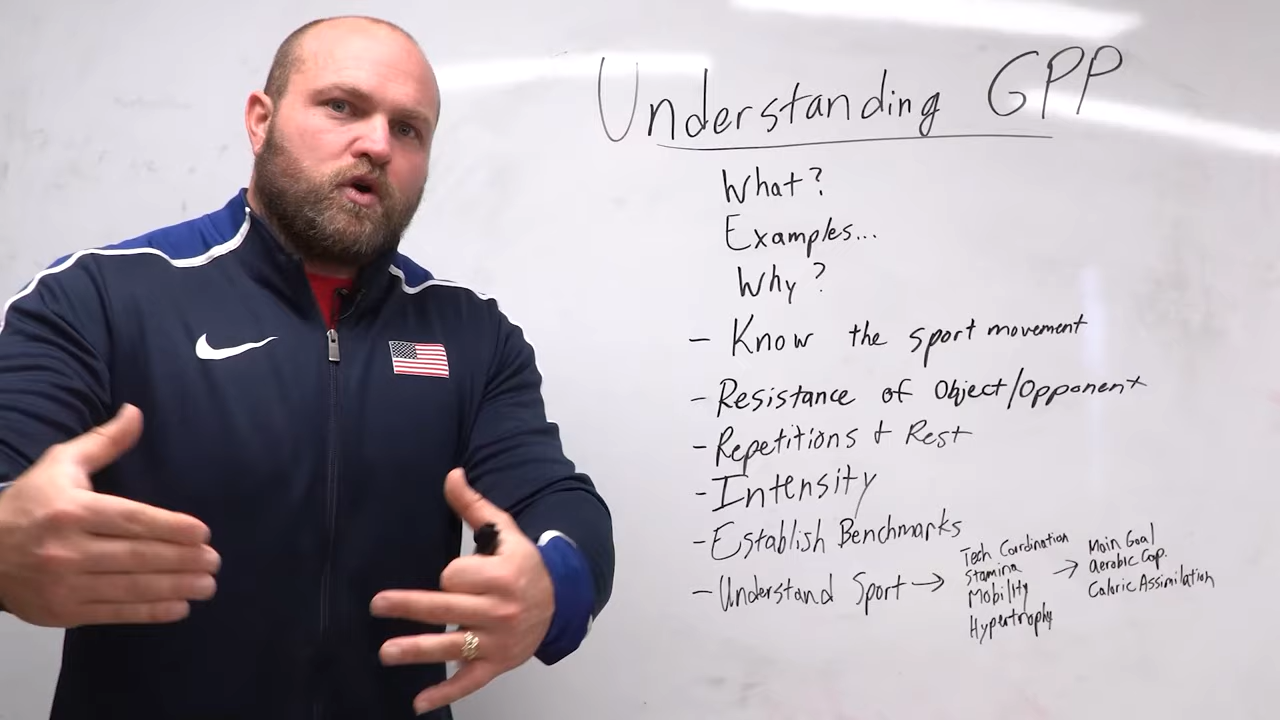 Understanding GPP
What?
Examples...
Why?
- Know the sport movement
- Resistance of Object/Opponent
- Repetitions & Rest
- Intensity
- Establish Benchmarks
- Understand Sport →
Tech Cordination
Stamina
Mobility
Hypertrophy
→
Main Goal
Aerobic Cap.
Caloric Assimilation